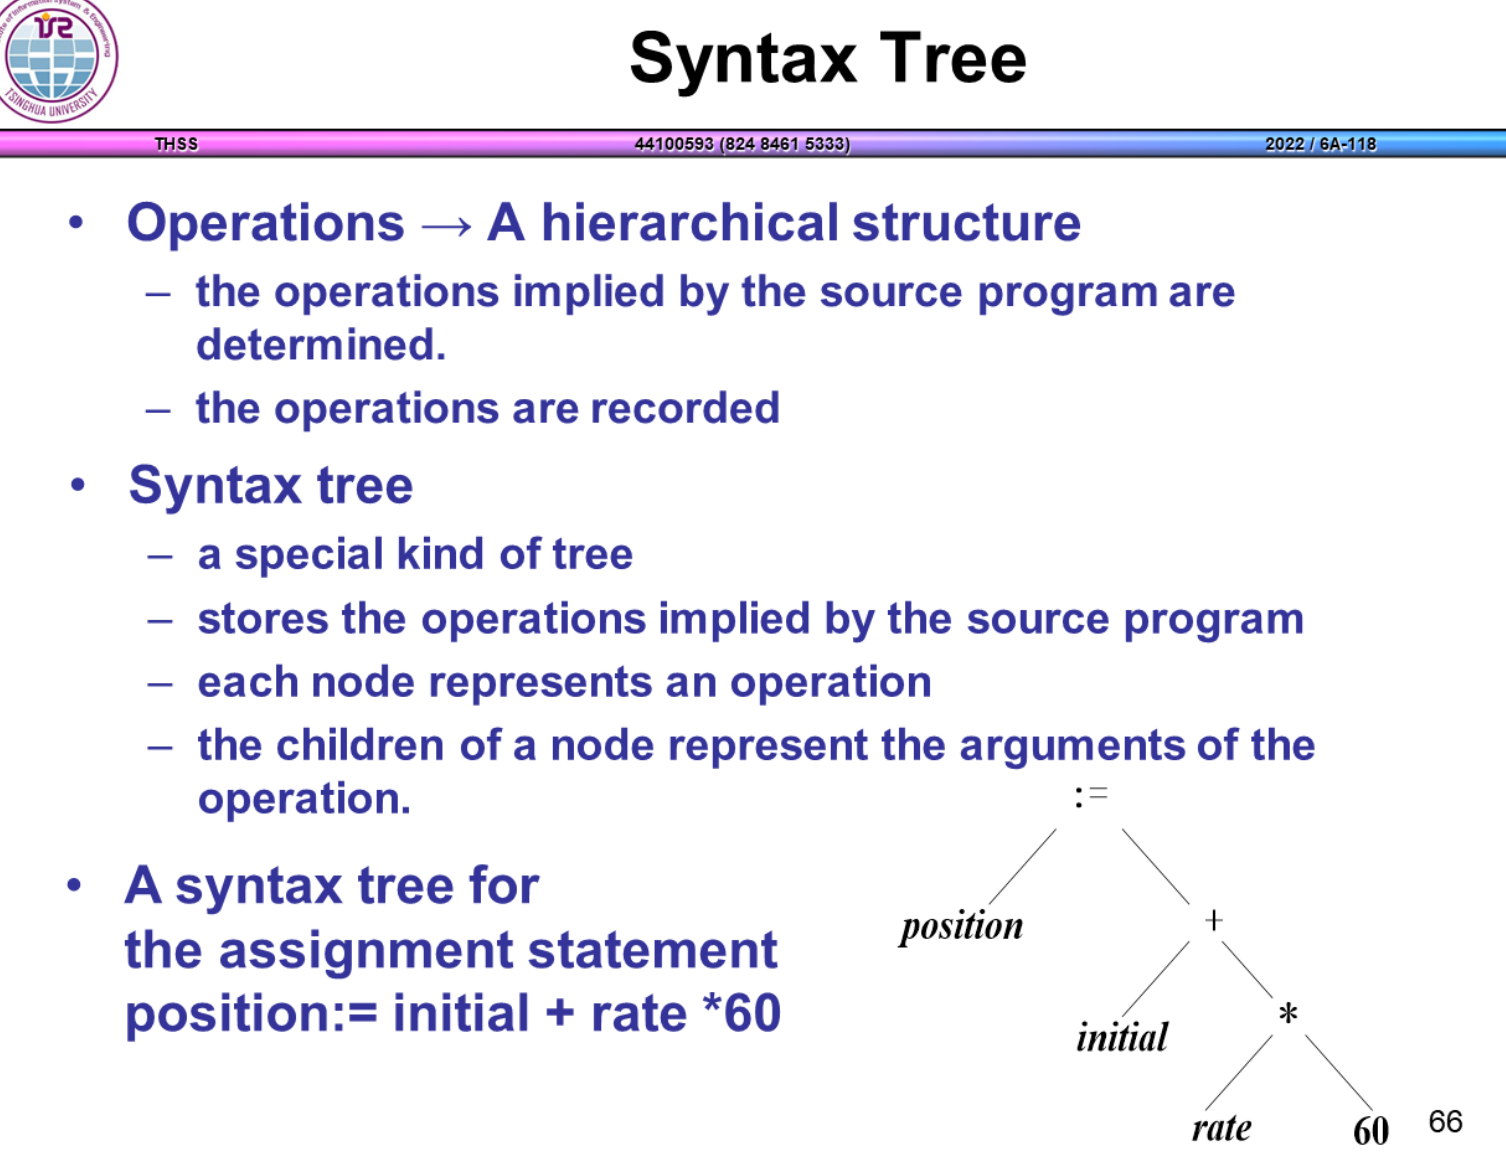 TSINGHUA UNIVERSITY
Syntax Tree
THSS 44100593 (824 8461 5333) 2022 / 6A-118
• Operations → A hierarchical structure
– the operations implied by the source program are
determined.
– the operations are recorded
• Syntax tree
– a special kind of tree
– stores the operations implied by the source program
– each node represents an operation
– the children of a node represent the arguments of the
operation.
:=
• A syntax tree for
position
+
the assignment statement
position:= initial + rate *60
*
initial
rate
60
66